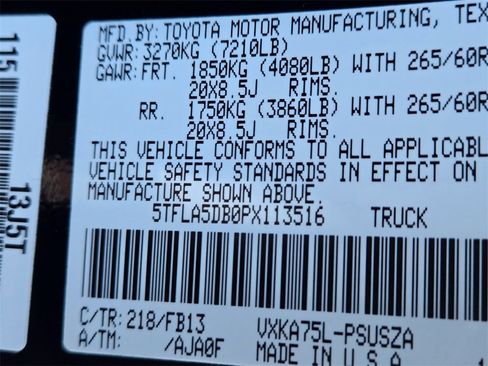 MFD.BY: TOYOTA MOTOR MANUFACTURING, TEX
GVWR: 3270KG (7210LB)
GAWR: FRT. 1850KG (4080LB) WITH 265/60R
20X8.5J RIMS.
RR. 1750KG (3860LB) WITH 265/60R
20X8.5J RIMS.
THIS VEHICLE CONFORMS TO ALL APPLICABL
VEHICLE SAFETY STANDARDS IN EFFECT ON
MANUFACTURE SHOWN ABOVE.
5TFLA5DB0PX113516 TRUCK
C/TR: 218/FB13 VXKA75L-PSUSZA
A/TM: /AJA0F MADE IN U.S.A
115
13J5T